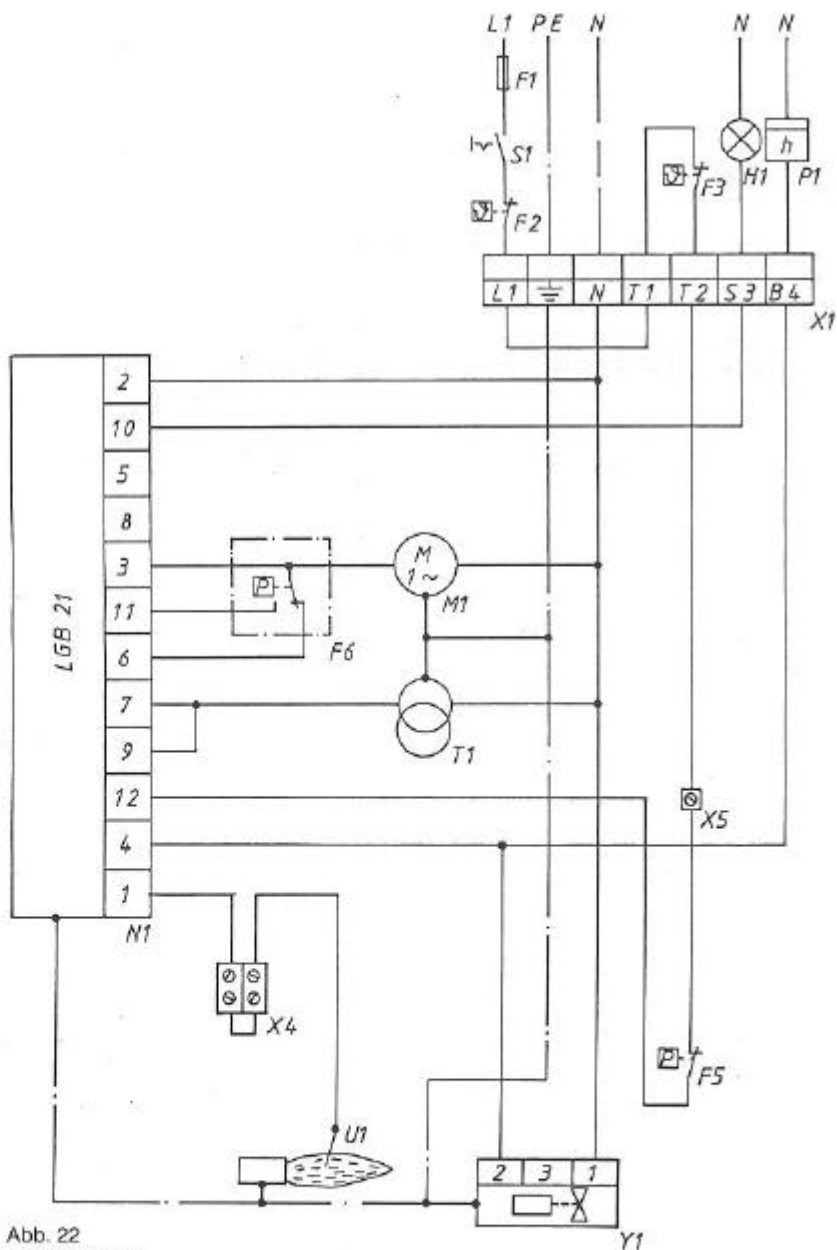 L1 PE N N N
F1
S1
h
H1
P1
ϑ
F3
ϑ
F2
L1 N T1 T2 S3 B4
X1
2
10
5
8
3
11
6
7
9
12
4
1
LGB 21
N1
P
F6
M
1~
M1
T1
X5
X4
P
F5
U1
2 3 1
Y1
Abb. 22